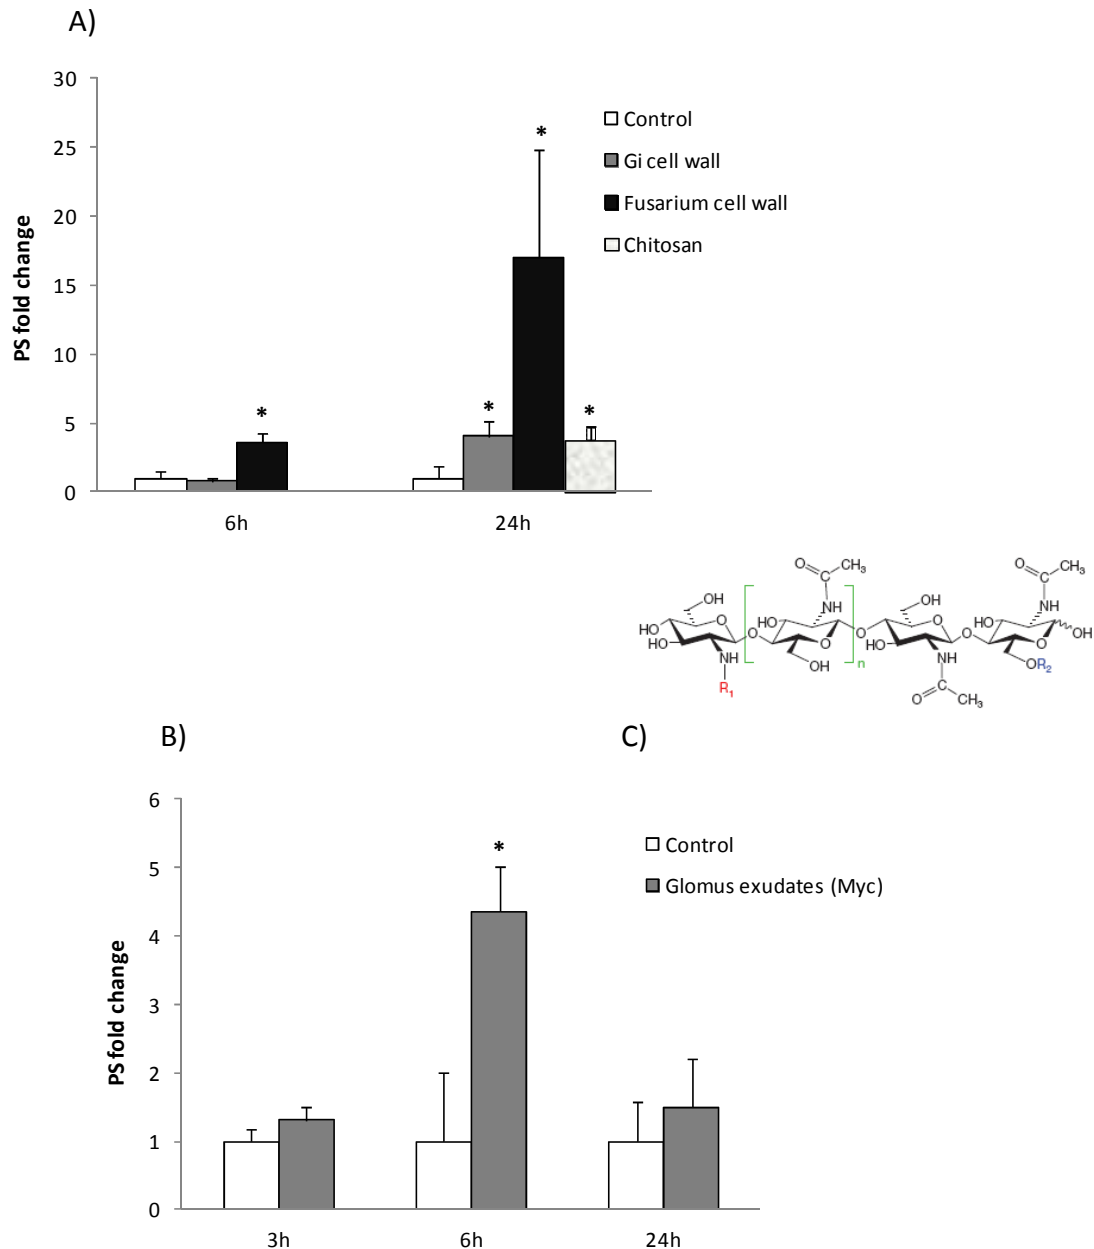 A)
30
25
20
15
10
5
0
PS fold change
*
*
*
*
6h
24h
Control
Gi cell wall
Fusarium cell wall
Chitosan
O
C
CH3
O
C
CH3
OH
NH
OH
NH
HO
HO
O
O
HO
O
O
HO
O
O
HO
O
OH
NH
OH
n
NH
OR2
R1
O
C
CH3
B)
C)
6
5
4
3
2
1
0
PS fold change
*
3h
6h
24h
Control
Glomus exudates (Myc)